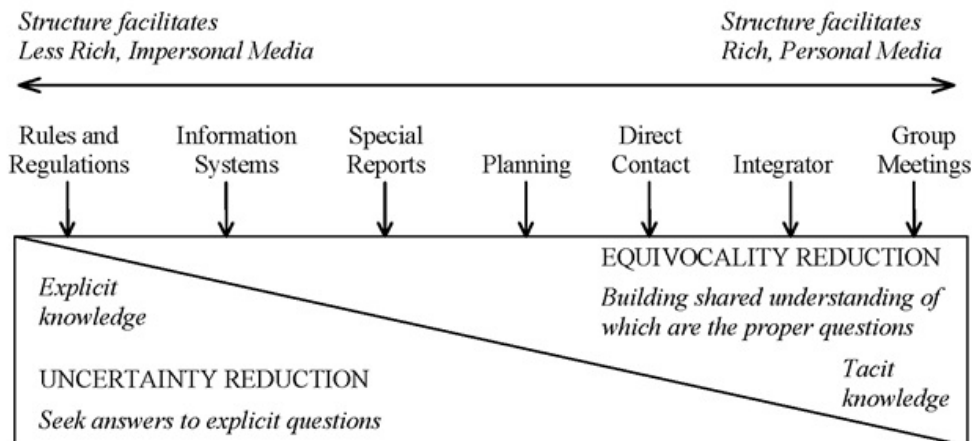 Structure facilitates
Less Rich, Impersonal Media
Structure facilitates
Rich, Personal Media
Rules and
Regulations
Information
Systems
Special
Reports
Planning
Direct
Contact
Integrator
Group
Meetings
EQUIVOCALITY REDUCTION
Building shared understanding of
which are the proper questions
Explicit
knowledge
Tacit
knowledge
UNCERTAINTY REDUCTION
Seek answers to explicit questions